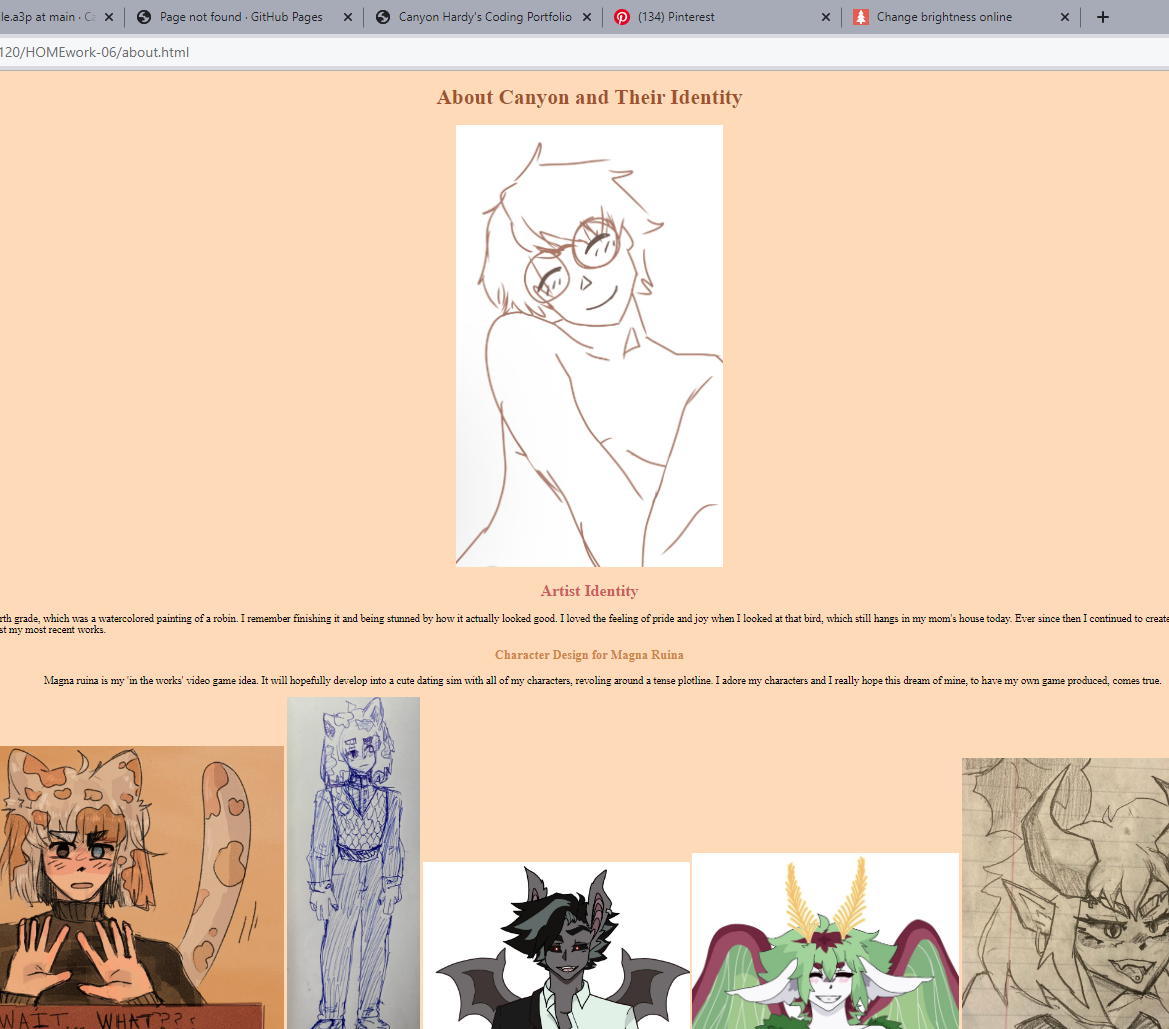 le.a3p at main · Ca
Page not found · GitHub Pages
Canyon Hardy's Coding Portfolio
(134) Pinterest
Change brightness online
120/HOMEwork-06/about.html
About Canyon and Their Identity
Artist Identity
rth grade, which was a watercolored painting of a robin. I remember finishing it and being stunned by how it actually looked good. I loved the feeling of pride and joy when I looked at that bird, which still hangs in my mom's house today. Ever since then I continued to create
st my most recent works.
Character Design for Magna Ruina
Magna ruina is my 'in the works' video game idea. It will hopefully develop into a cute dating sim with all of my characters, revoling around a tense plotline. I adore my characters and I really hope this dream of mine, to have my own game produced, comes true.
WAIT... WHAT???